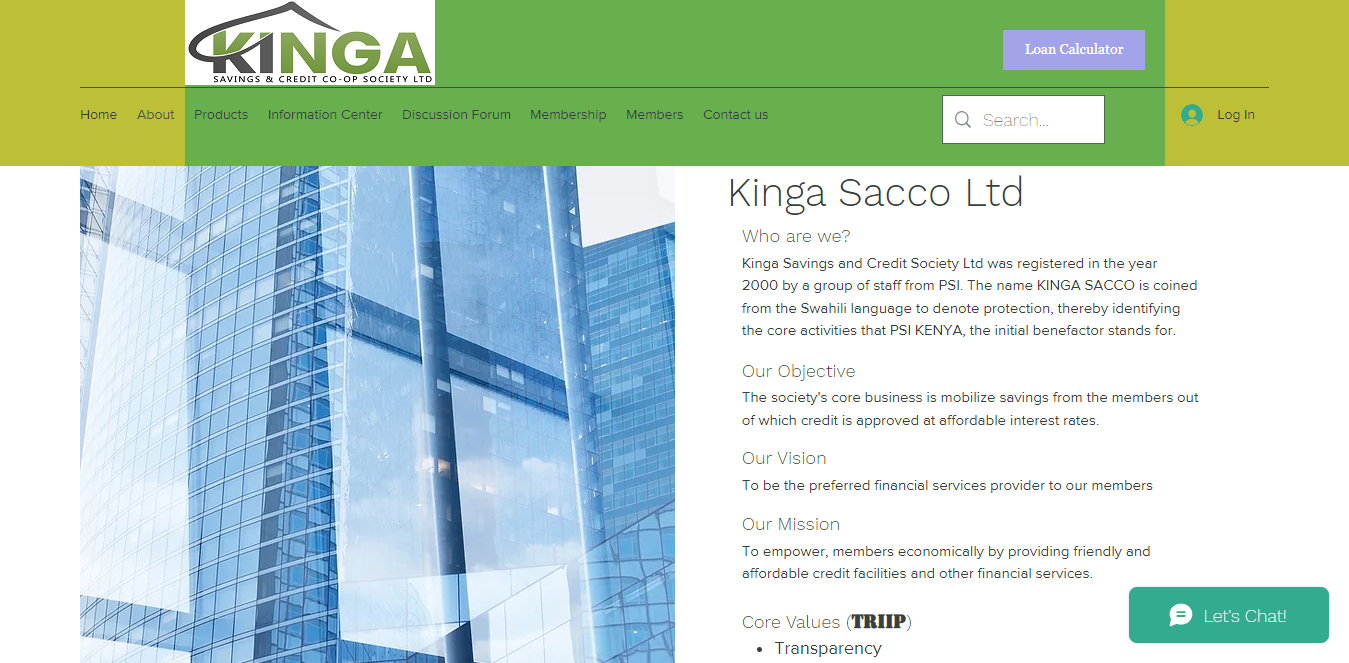 KINGA
SAVINGS & CREDIT CO-OP SOCIETY LTD
Loan Calculator
Home About Products Information Center Discussion Forum Membership Members Contact us
Search...
Log In
Kinga Sacco Ltd
Who are we?
Kinga Savings and Credit Society Ltd was registered in the year
2000 by a group of staff from PSI. The name KINGA SACCO is coined
from the Swahili language to denote protection, thereby identifying
the core activities that PSI KENYA, the initial benefactor stands for.
Our Objective
The society's core business is mobilize savings from the members out
of which credit is approved at affordable interest rates.
Our Vision
To be the preferred financial services provider to our members
Our Mission
To empower, members economically by providing friendly and
affordable credit facilities and other financial services.
Core Values (TRIIP)
• Transparency
Let's Chat!